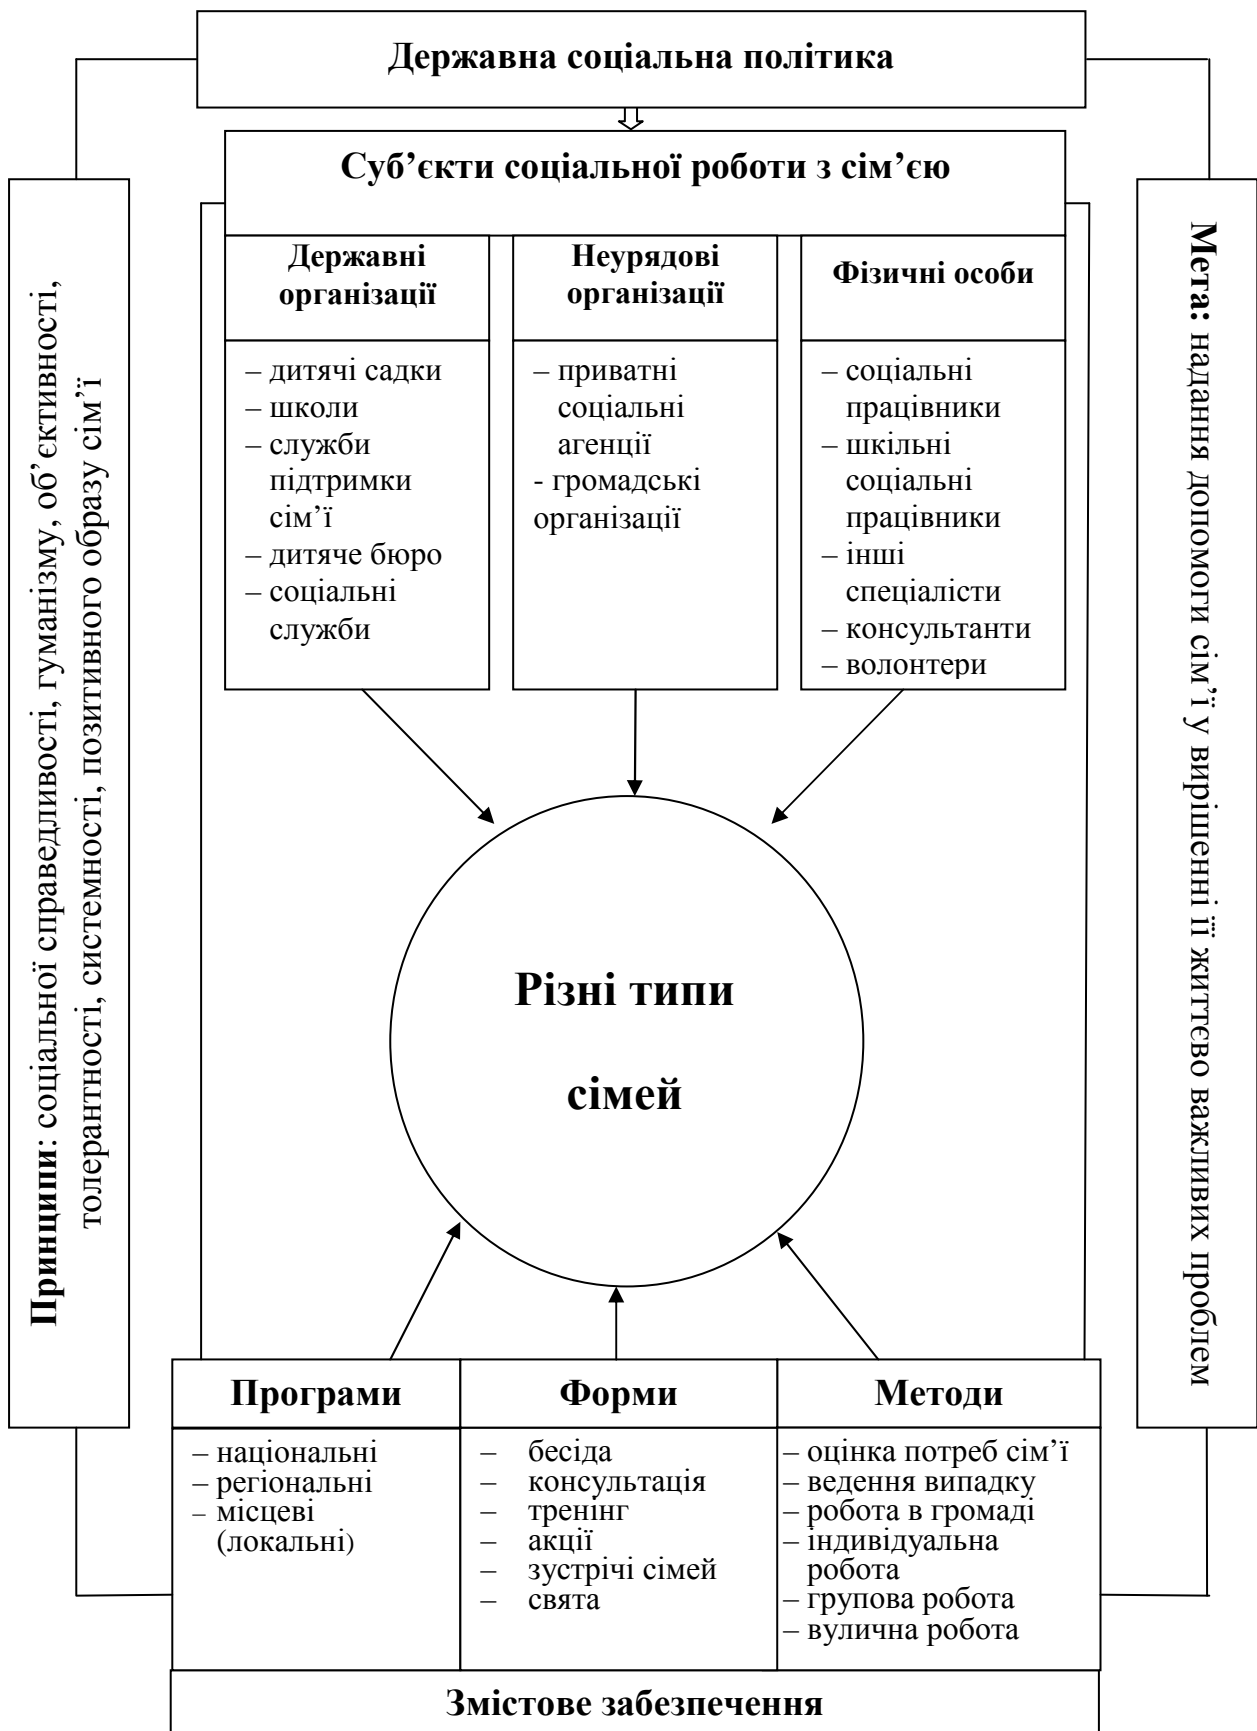 Державна соціальна політика
Суб’єкти соціальної роботи з сім’єю
Державні
організації
– дитячі садки
– школи
– служби
підтримки
сім’ї
– дитяче бюро
– соціальні
служби
Неурядові
організації
– приватні
соціальні
агенції
- громадські
організації
Фізичні особи
– соціальні
працівники
– шкільні
соціальні
працівники
– інші
спеціалісти
– консультанти
– волонтери
Принципи: соціальної справедливості, гуманізму, об’єктивності,
толерантності, системності, позитивного образу сім’ї
Мета: надання допомоги сім’ї у вирішенні її життєво важливих проблем
Різні типи
сімей
Програми
– національні
– регіональні
– місцеві
(локальні)
Форми
– бесіда
– консультація
– тренінг
– акції
– зустрічі сімей
– свята
Методи
– оцінка потреб сім’ї
– ведення випадку
– робота в громаді
– індивідуальна
робота
– групова робота
– вулична робота
Змістове забезпечення